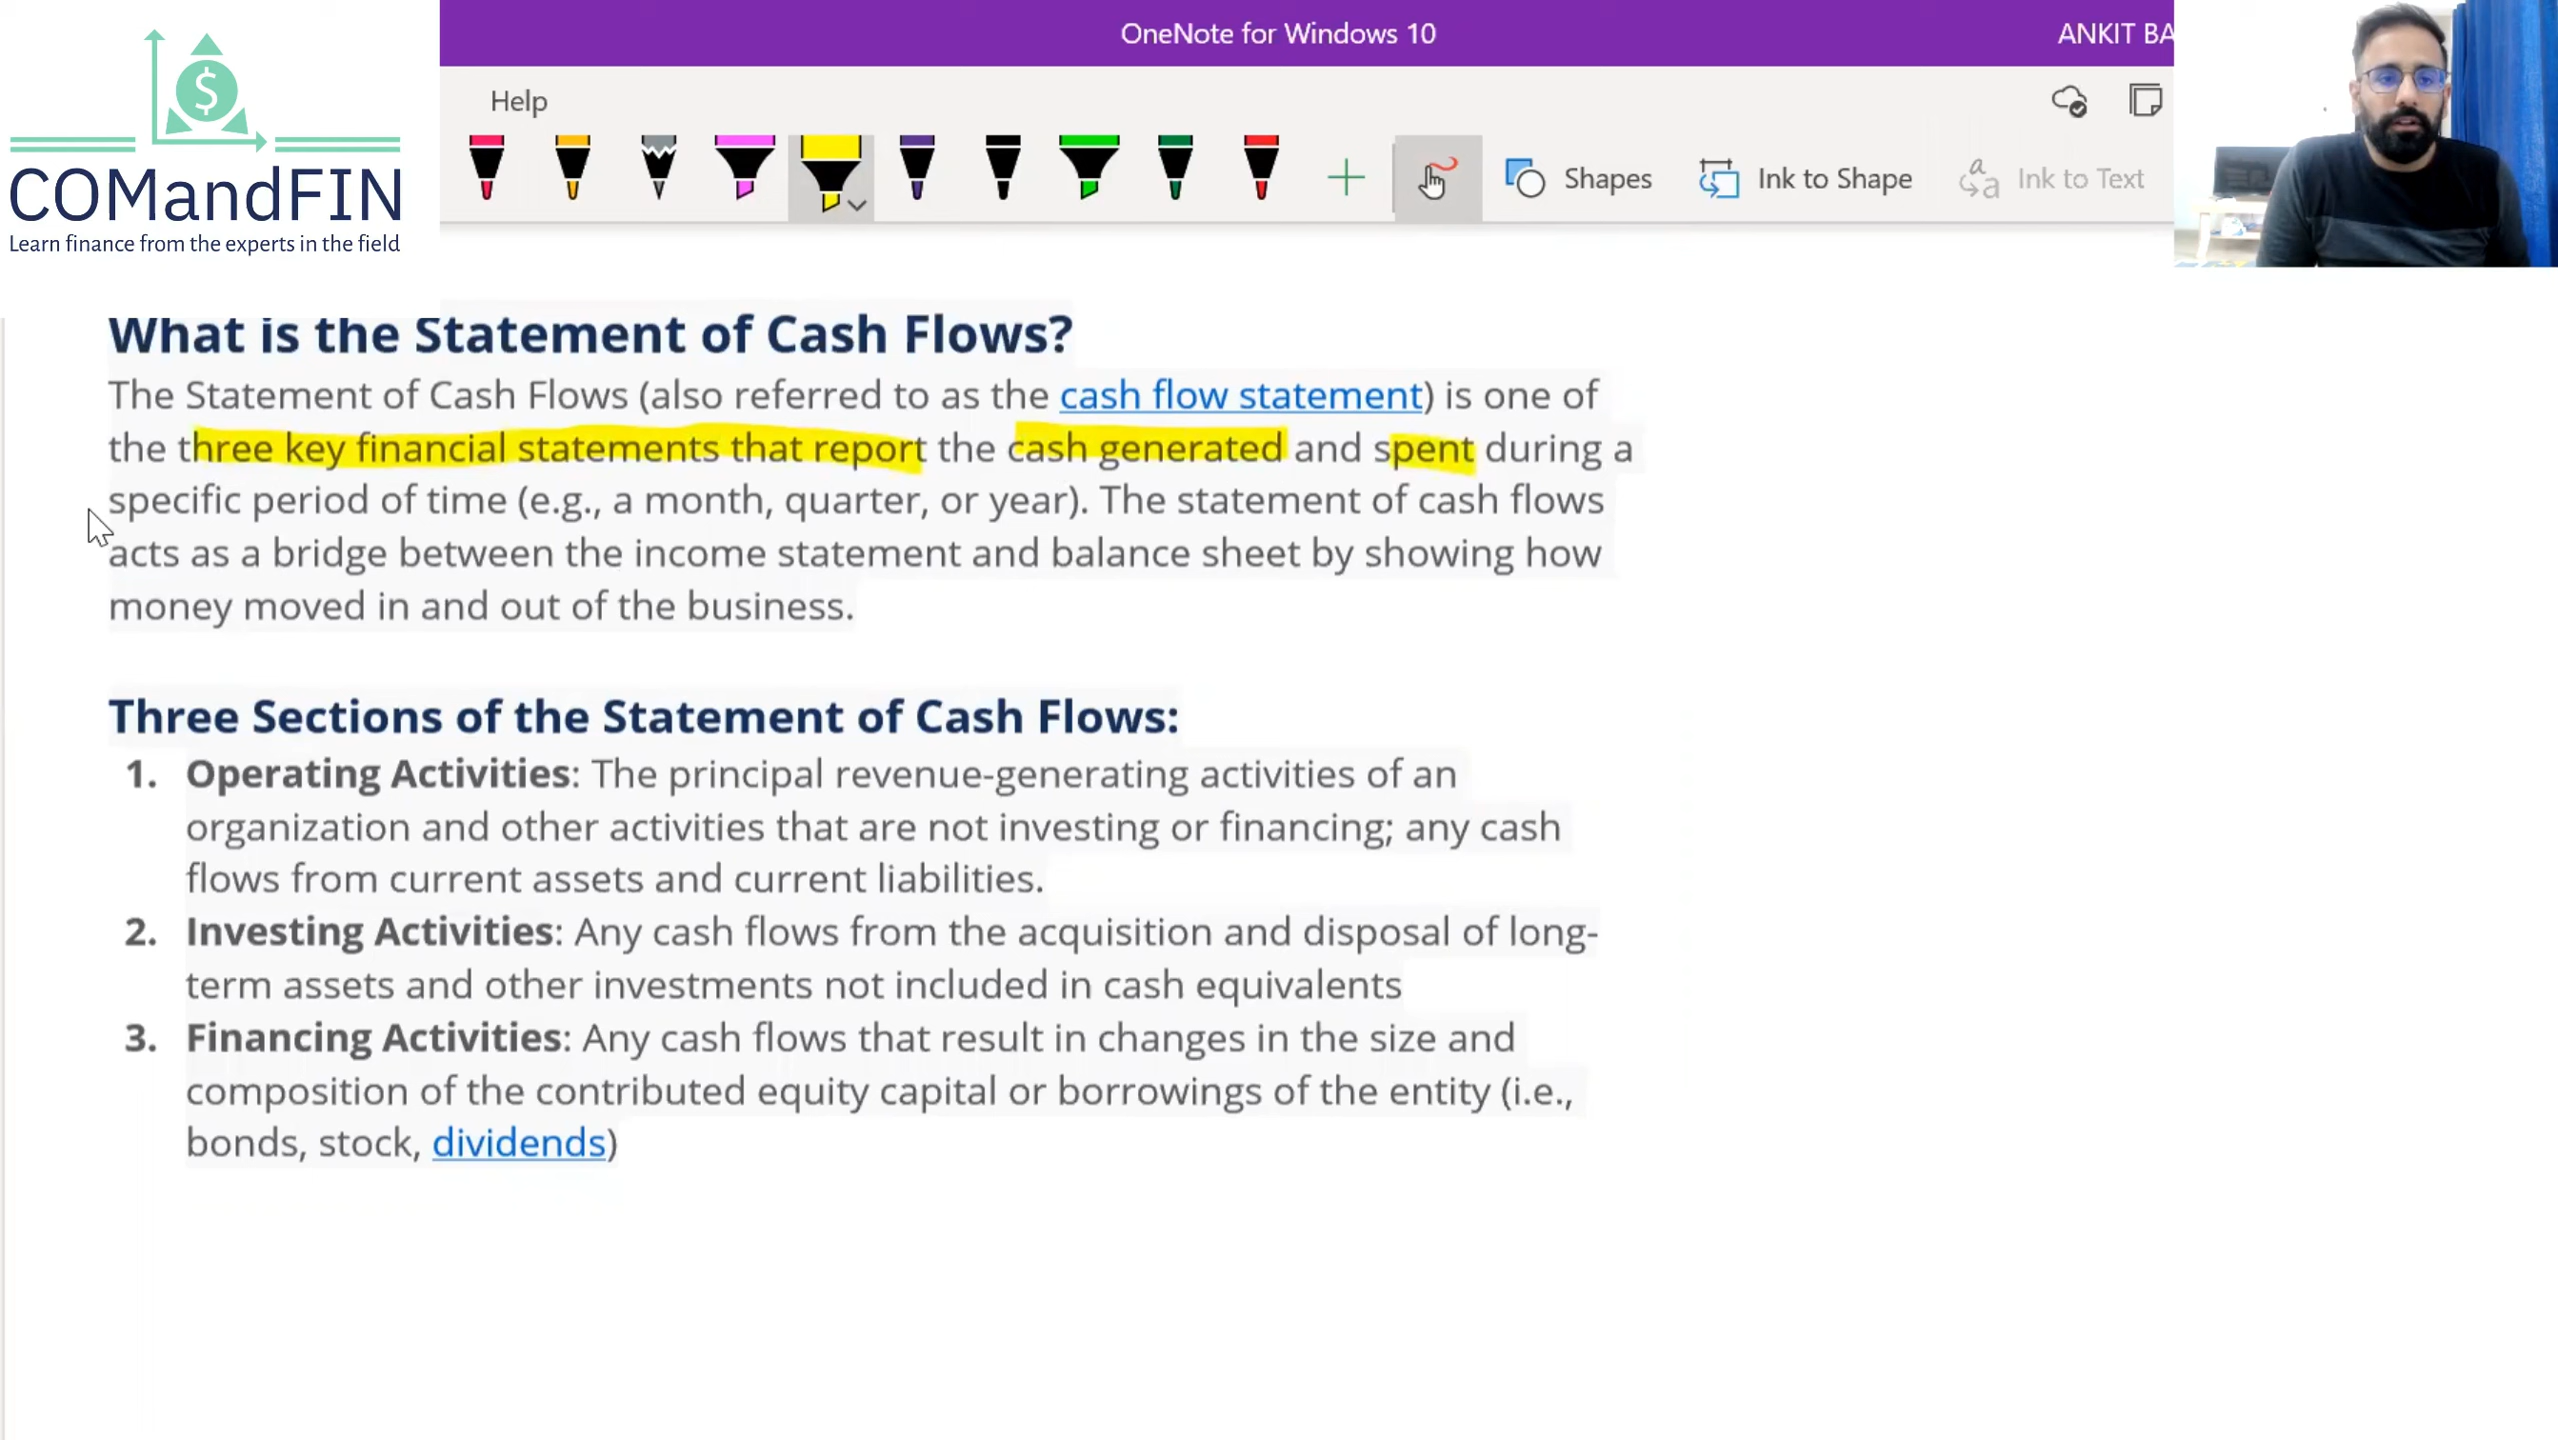 OneNote for Windows 10
ANKIT BA
Help
Shapes
Ink to Shape
Ink to Text
$
COMandFIN
Learn finance from the experts in the field
What is the Statement of Cash Flows?
The Statement of Cash Flows (also referred to as the cash flow statement) is one of
the three key financial statements that report the cash generated and spent during a
specific period of time (e.g., a month, quarter, or year). The statement of cash flows
acts as a bridge between the income statement and balance sheet by showing how
money moved in and out of the business.
Three Sections of the Statement of Cash Flows:
1. Operating Activities: The principal revenue-generating activities of an
organization and other activities that are not investing or financing; any cash
flows from current assets and current liabilities.
2. Investing Activities: Any cash flows from the acquisition and disposal of long-
term assets and other investments not included in cash equivalents
3. Financing Activities: Any cash flows that result in changes in the size and
composition of the contributed equity capital or borrowings of the entity (i.e.,
bonds, stock, dividends)